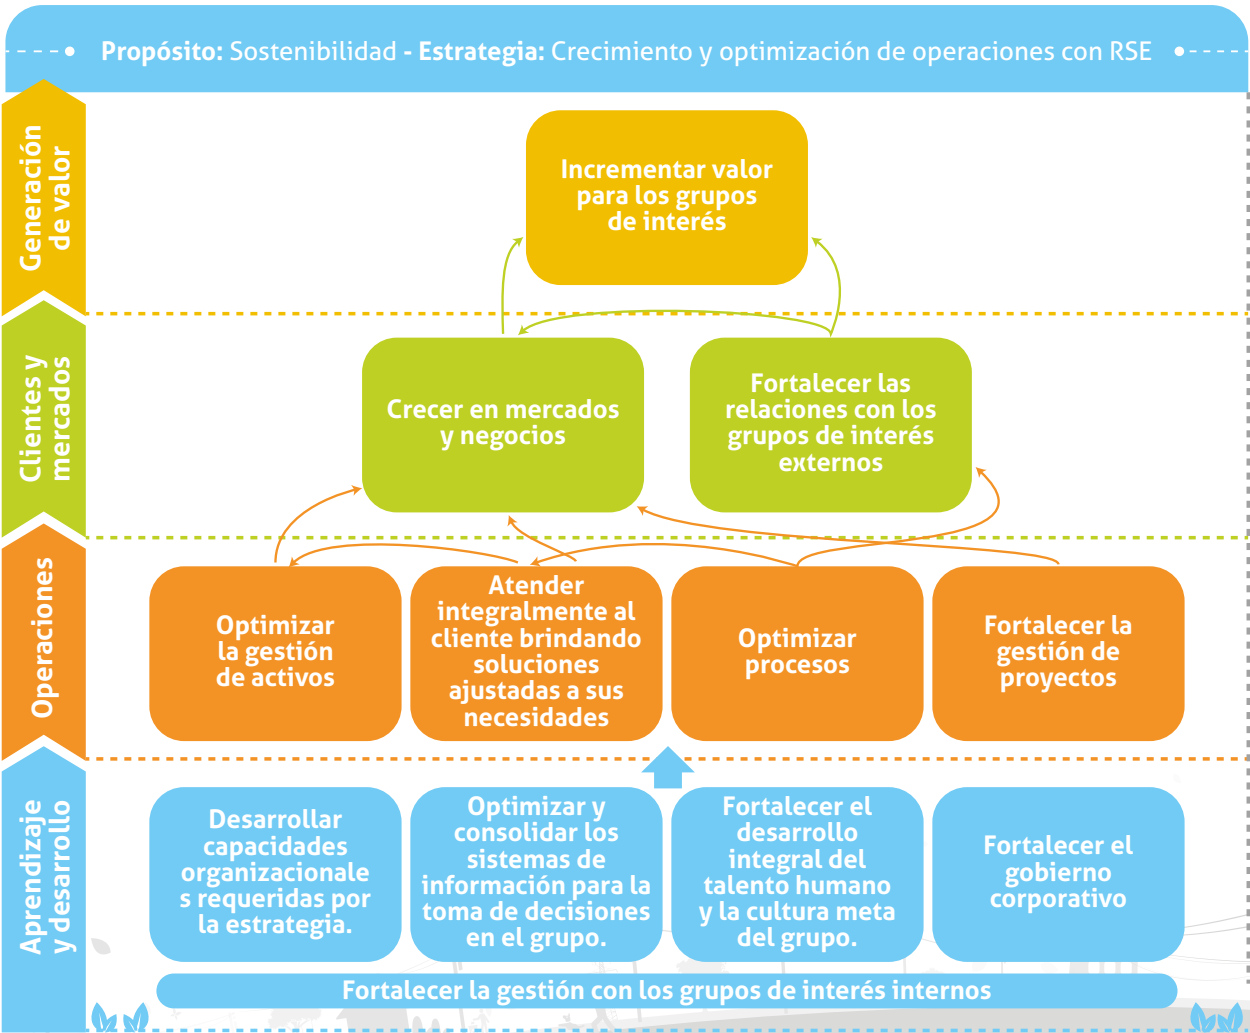 Propósito: Sostenibilidad - Estrategia: Crecimiento y optimización de operaciones con RSE
Generación
de valor
Incrementar valor
para los grupos
de interés
Clientes y
mercados
Crecer en mercados
y negocios
Fortalecer las
relaciones con los
grupos de interés
externos
Operaciones
Optimizar
la gestión
de activos
Atender
integralmente al
cliente brindando
soluciones
ajustadas a sus
necesidades
Optimizar
procesos
Fortalecer la
gestión de
proyectos
Aprendizaje
y desarrollo
Desarrollar
capacidades
organizacionale
s requeridas por
la estrategia.
Optimizar y
consolidar los
sistemas de
información para la
toma de decisiones
en el grupo.
Fortalecer el
desarrollo
integral del
talento humano
y la cultura meta
del grupo.
Fortalecer el
gobierno
corporativo
Fortalecer la gestión con los grupos de interés internos